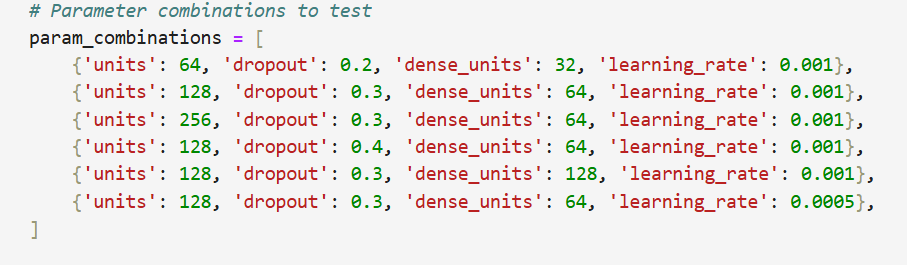 # Parameter combinations to test
param_combinations = [
    {'units': 64, 'dropout': 0.2, 'dense_units': 32, 'learning_rate': 0.001},
    {'units': 128, 'dropout': 0.3, 'dense_units': 64, 'learning_rate': 0.001},
    {'units': 256, 'dropout': 0.3, 'dense_units': 64, 'learning_rate': 0.001},
    {'units': 128, 'dropout': 0.4, 'dense_units': 64, 'learning_rate': 0.001},
    {'units': 128, 'dropout': 0.3, 'dense_units': 128, 'learning_rate': 0.001},
    {'units': 128, 'dropout': 0.3, 'dense_units': 64, 'learning_rate': 0.0005},
]